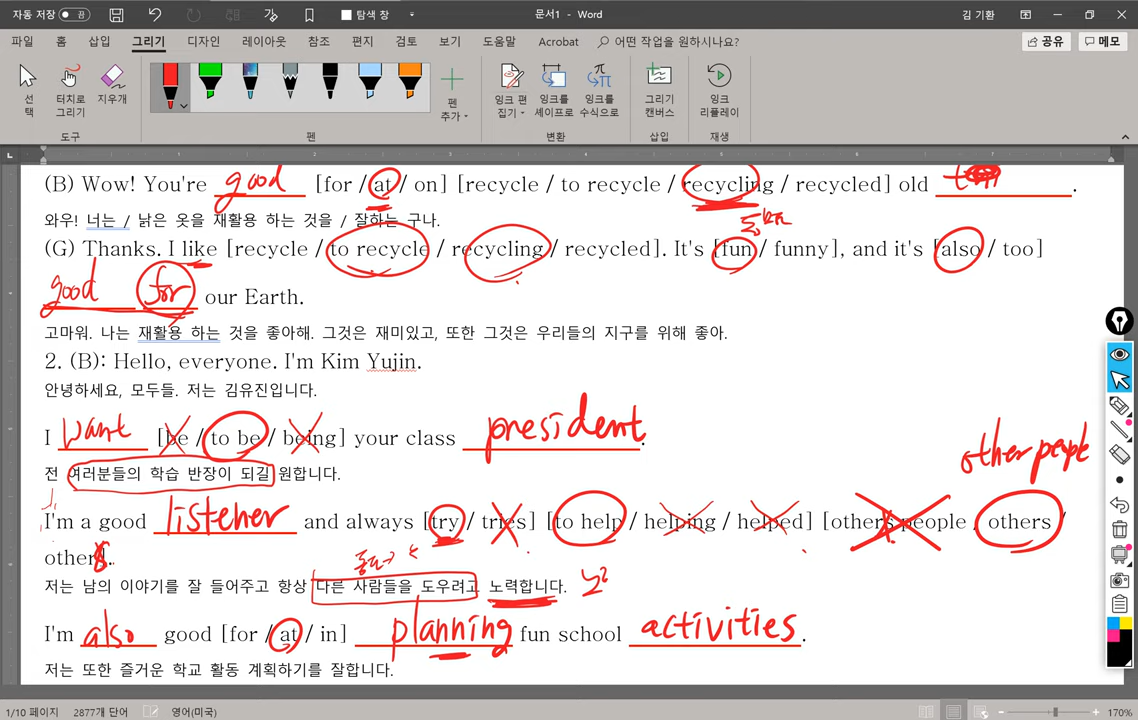 자동 저장 끔 탐색 창 문서1 - Word 김 기환
파일 홈 삽입 그리기 디자인 레이아웃 참조 편지 검토 보기 도움말 Acrobat 어떤 작업을 원하시나요? 공유 메모
선택 터치로 그리기 지우개 펜 추가 잉크 편집기 잉크를 셰이프로 잉크를 수식으로 그리기 캔버스 잉크 리플레이
도구 펜 변환 삽입 재생
(B) Wow! You're good [for / at / on] [recycle / to recycle / recycling / recycled] old .
와우! 너는 / 낡은 옷을 재활용 하는 것을 / 잘하는 구나.
(G) Thanks. I like [recycle / to recycle / recycling / recycled]. It's [fun / funny], and it's [also / too]
good for our Earth.
고마워. 나는 재활용 하는 것을 좋아해. 그것은 재미있고, 또한 그것은 우리들의 지구를 위해 좋아.
2. (B): Hello, everyone. I'm Kim Yujin.
안녕하세요, 모두들. 저는 김유진입니다.
I want [be / to be / being] your class president.
other people
전 여러분들의 학습 반장이 되길 원합니다.
I'm a good listener and always [try / tries] [to help / helping / helped] [others people / others /
other].
저는 남의 이야기를 잘 들어주고 항상 다른 사람들을 도우려고 노력합니다.
I'm also good [for / at / in] planning fun school activities.
저는 또한 즐거운 학교 활동 계획하기를 잘합니다.
1/10 페이지 2877개 단어 영어(미국) 170%